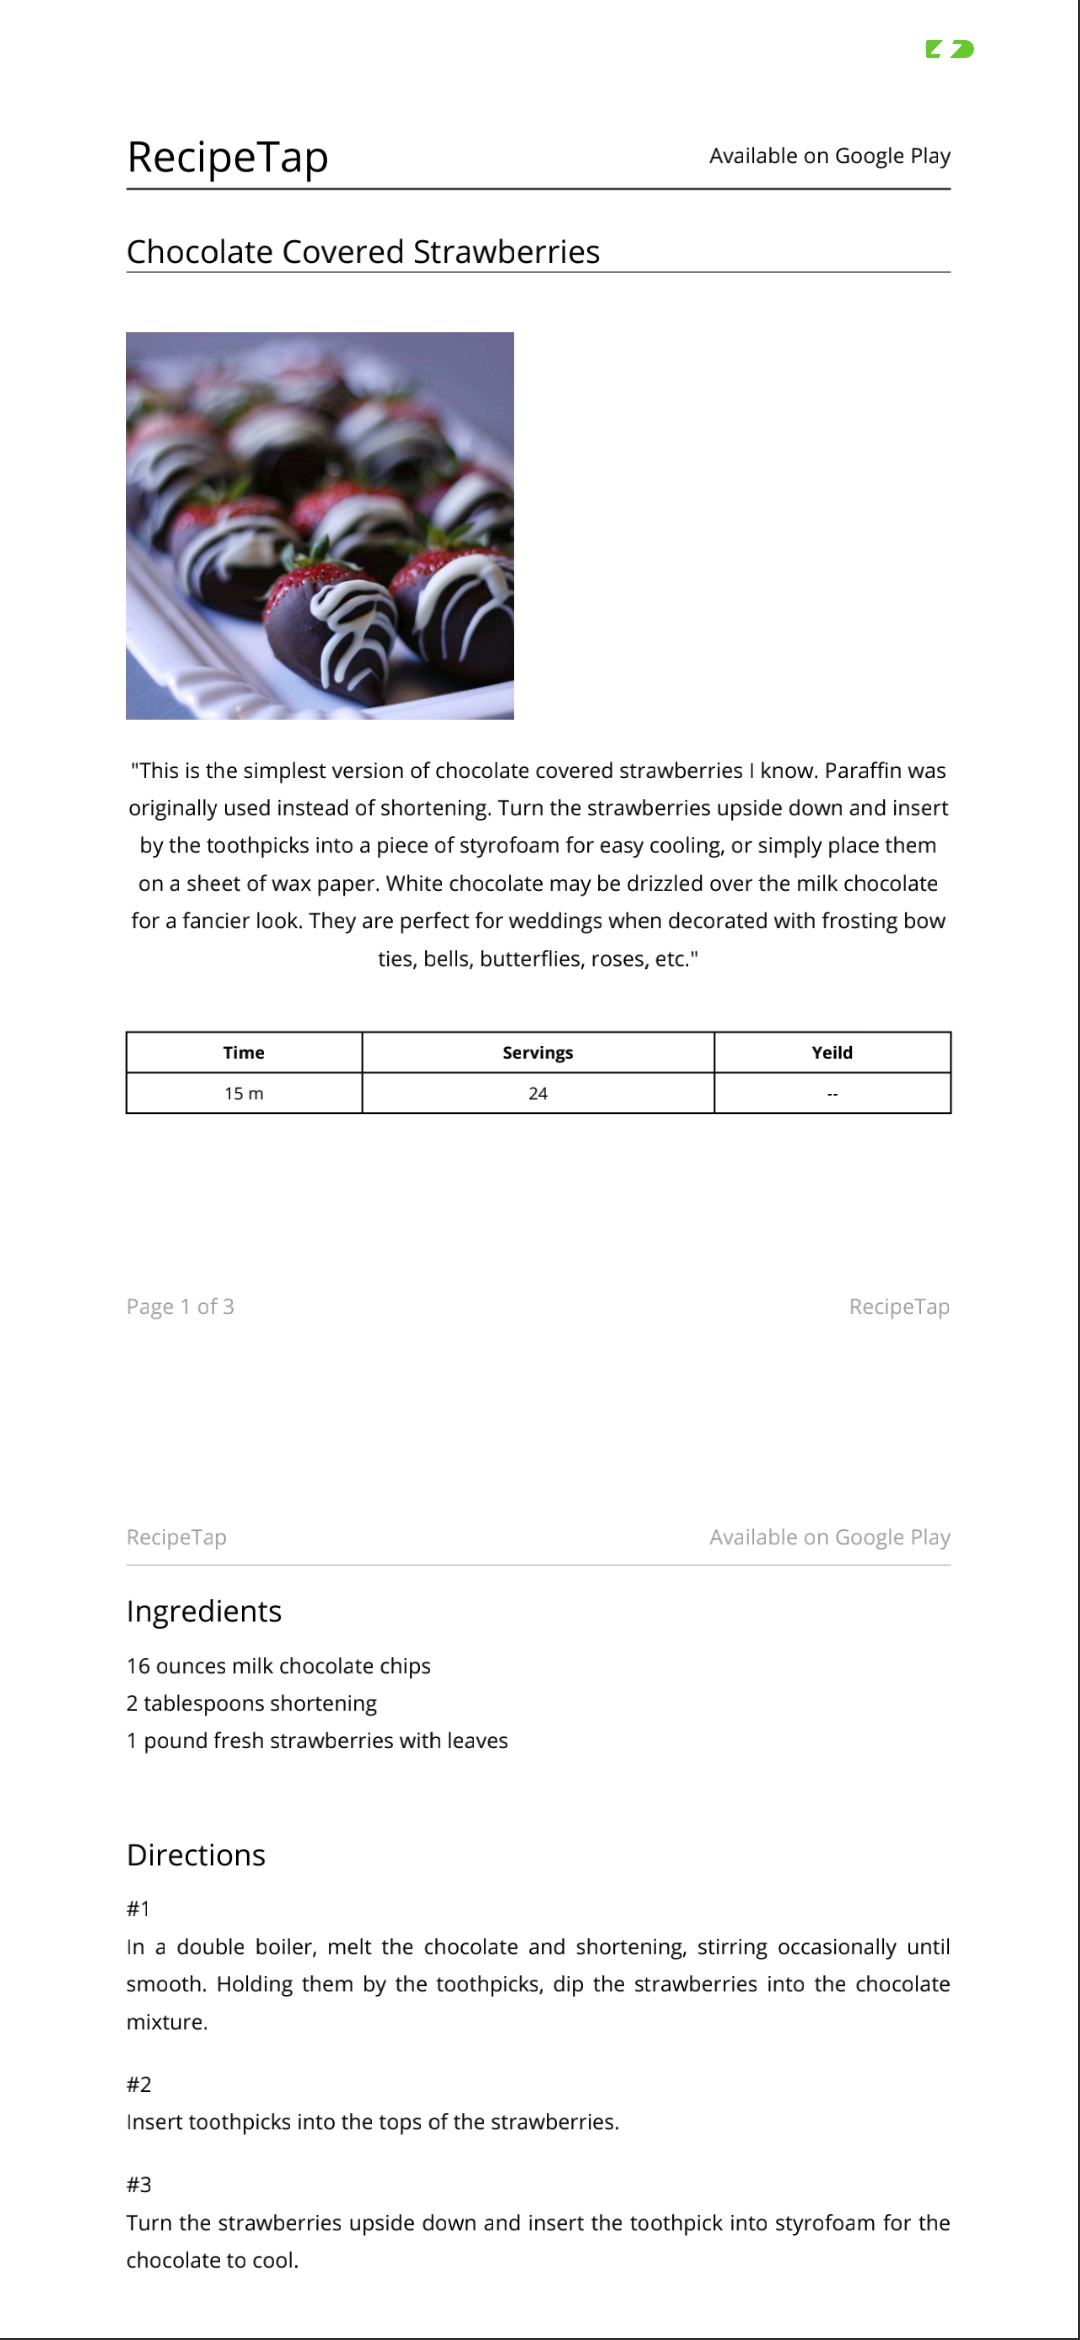 RecipeTap
Available on Google Play
Chocolate Covered Strawberries
"This is the simplest version of chocolate covered strawberries I know. Paraffin was
originally used instead of shortening. Turn the strawberries upside down and insert
by the toothpicks into a piece of styrofoam for easy cooling, or simply place them
on a sheet of wax paper. White chocolate may be drizzled over the milk chocolate
for a fancier look. They are perfect for weddings when decorated with frosting bow
ties, bells, butterflies, roses, etc."
Time Servings Yeild
15 m 24 --
Page 1 of 3
RecipeTap
RecipeTap
Available on Google Play
Ingredients
16 ounces milk chocolate chips
2 tablespoons shortening
1 pound fresh strawberries with leaves
Directions
#1
In a double boiler, melt the chocolate and shortening, stirring occasionally until
smooth. Holding them by the toothpicks, dip the strawberries into the chocolate
mixture.
#2
Insert toothpicks into the tops of the strawberries.
#3
Turn the strawberries upside down and insert the toothpick into styrofoam for the
chocolate to cool.